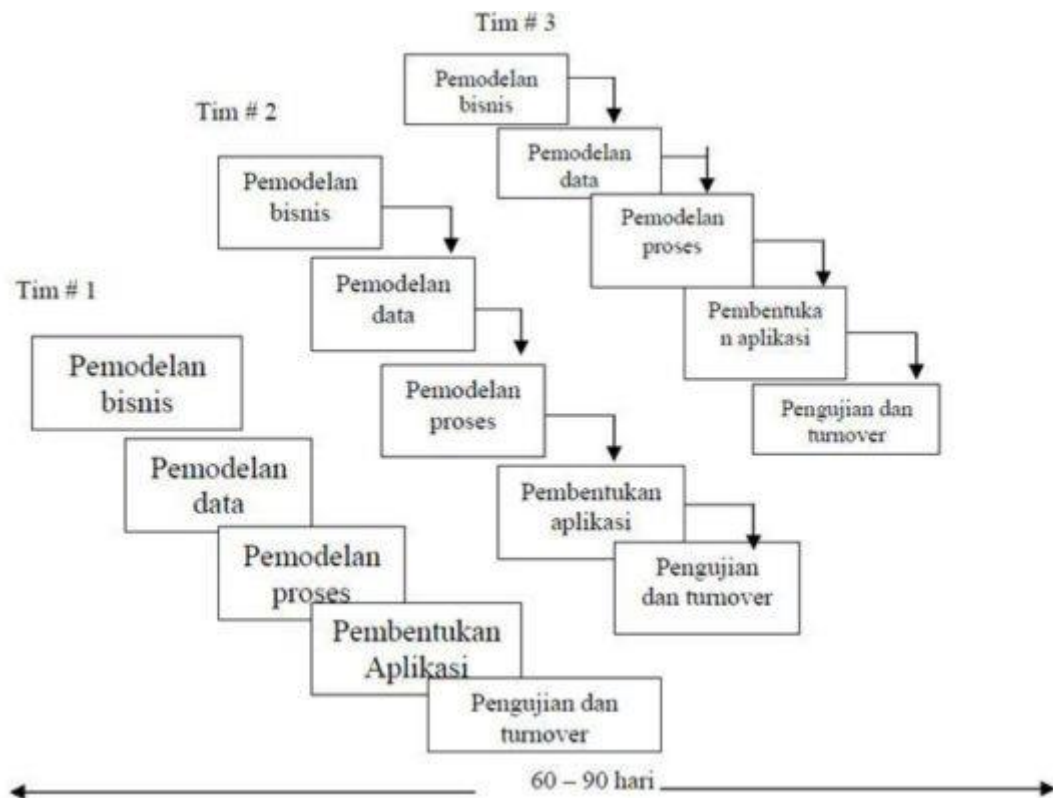 Tim # 3
Pemodelan
bisnis
Pemodelan
data
Pemodelan
proses
Pembentuka
n aplikasi
Pengujian dan
turnover
Tim # 2
Pemodelan
bisnis
Pemodelan
data
Pemodelan
proses
Pembentukan
aplikasi
Pengujian
dan turnover
Tim # 1
Pemodelan
bisnis
Pemodelan
data
Pemodelan
proses
Pembentukan
Aplikasi
Pengujian dan
turnover
60 – 90 hari